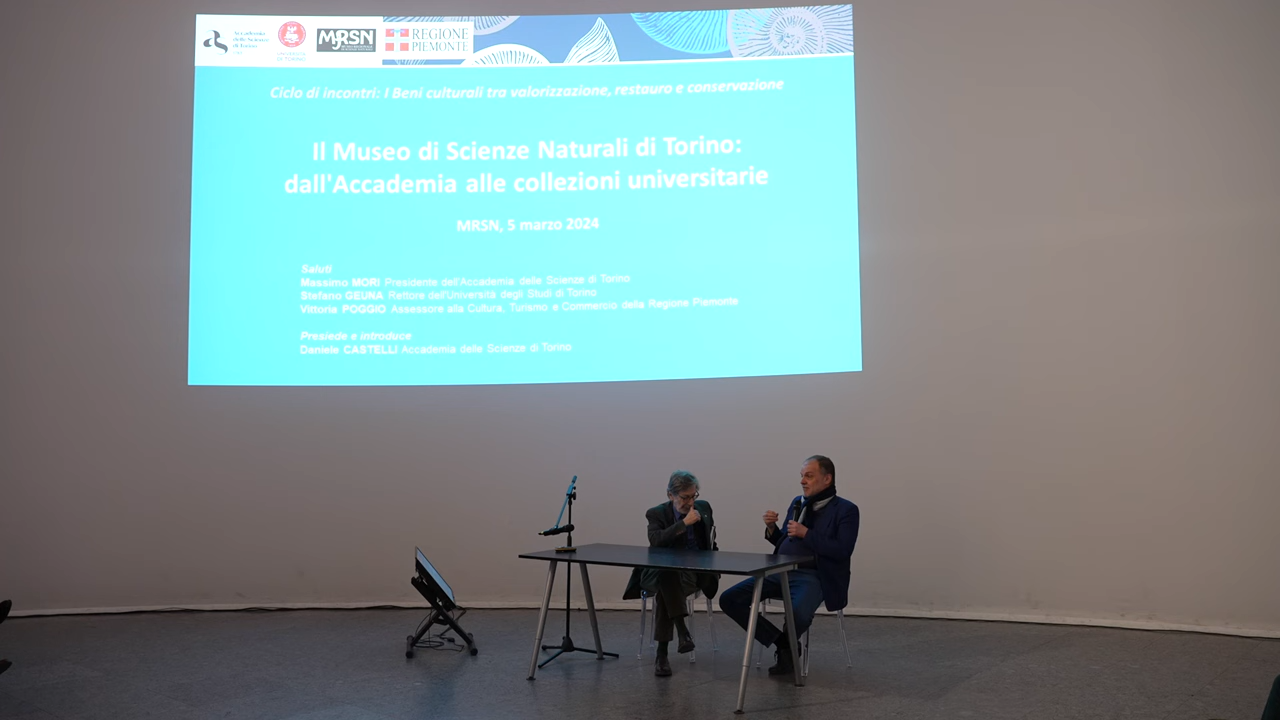 Accademia
delle Scienze
di Torino
UNIVERSITÀ
DI TORINO
MRSN
REGIONE
PIEMONTE
Ciclo di incontri: I Beni culturali tra valorizzazione, restauro e conservazione
Il Museo di Scienze Naturali di Torino:
dall'Accademia alle collezioni universitarie
MRSN, 5 marzo 2024
Saluti
Massimo MORI Presidente dell'Accademia delle Scienze di Torino
Stefano GEUNA Rettore dell'Università degli Studi di Torino
Vittoria POGGIO Assessore alla Cultura, Turismo e Commercio della Regione Piemonte
Presiede e introduce
Daniele CASTELLI Accademia delle Scienze di Torino